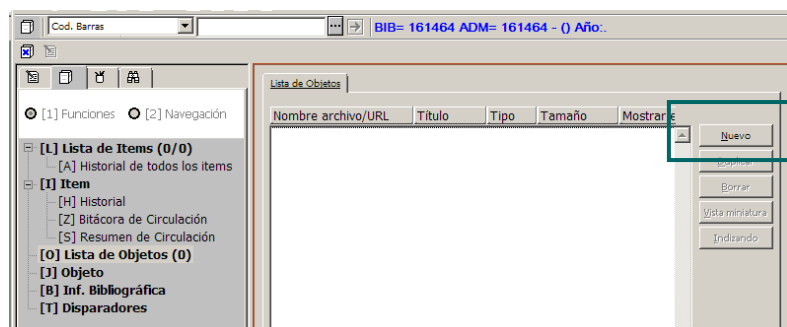 Cod. Barras ... BIB= 161464 ADM= 161464 - () Año:.
[1] Funciones [2] Navegación
[L] Lista de Items (0/0)
[A] Historial de todos los items
[I] Item
[H] Historial
[Z] Bitácora de Circulación
[S] Resumen de Circulación
[O] Lista de Objetos (0)
[J] Objeto
[B] Inf. Bibliográfica
[T] Disparadores
Lista de Objetos
Nombre archivo/URL Título Tipo Tamaño Mostrar e
Nuevo
Duplicar
Borrar
Vista miniatura
Indizando